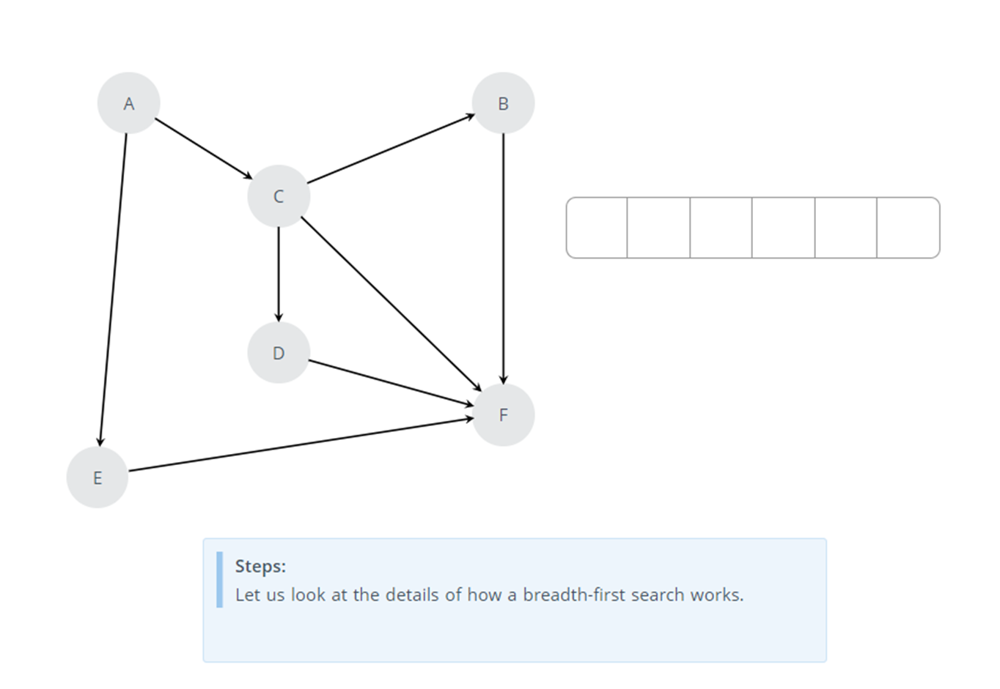 A
B
C
D
F
E
Steps:
Let us look at the details of how a breadth-first search works.